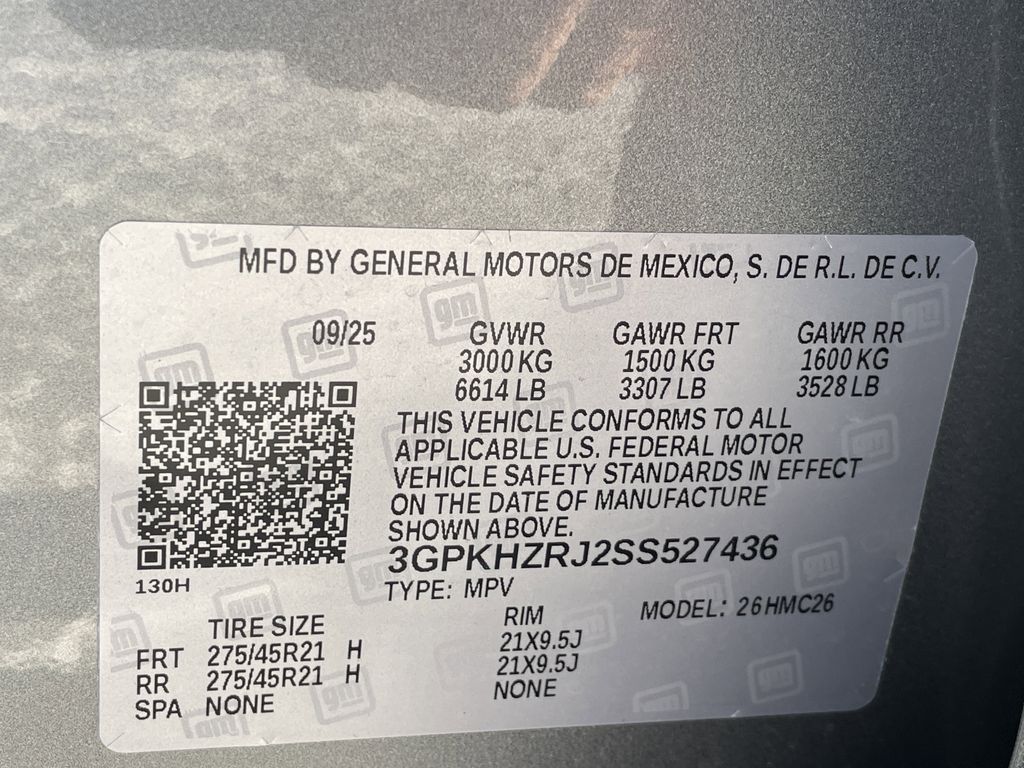 MFD BY GENERAL MOTORS DE MEXICO, S. DE R.L. DE C.V.
09/25 GVWR GAWR FRT GAWR RR
3000 KG 1500 KG 1600 KG
6614 LB 3307 LB 3528 LB
THIS VEHICLE CONFORMS TO ALL
APPLICABLE U.S. FEDERAL MOTOR
VEHICLE SAFETY STANDARDS IN EFFECT
ON THE DATE OF MANUFACTURE
SHOWN ABOVE.
3GPKHZRJ2SS527436
130H
TYPE: MPV
MODEL: 26HMC26
TIRE SIZE RIM
FRT 275/45R21 H 21X9.5J
RR 275/45R21 H 21X9.5J
SPA NONE NONE